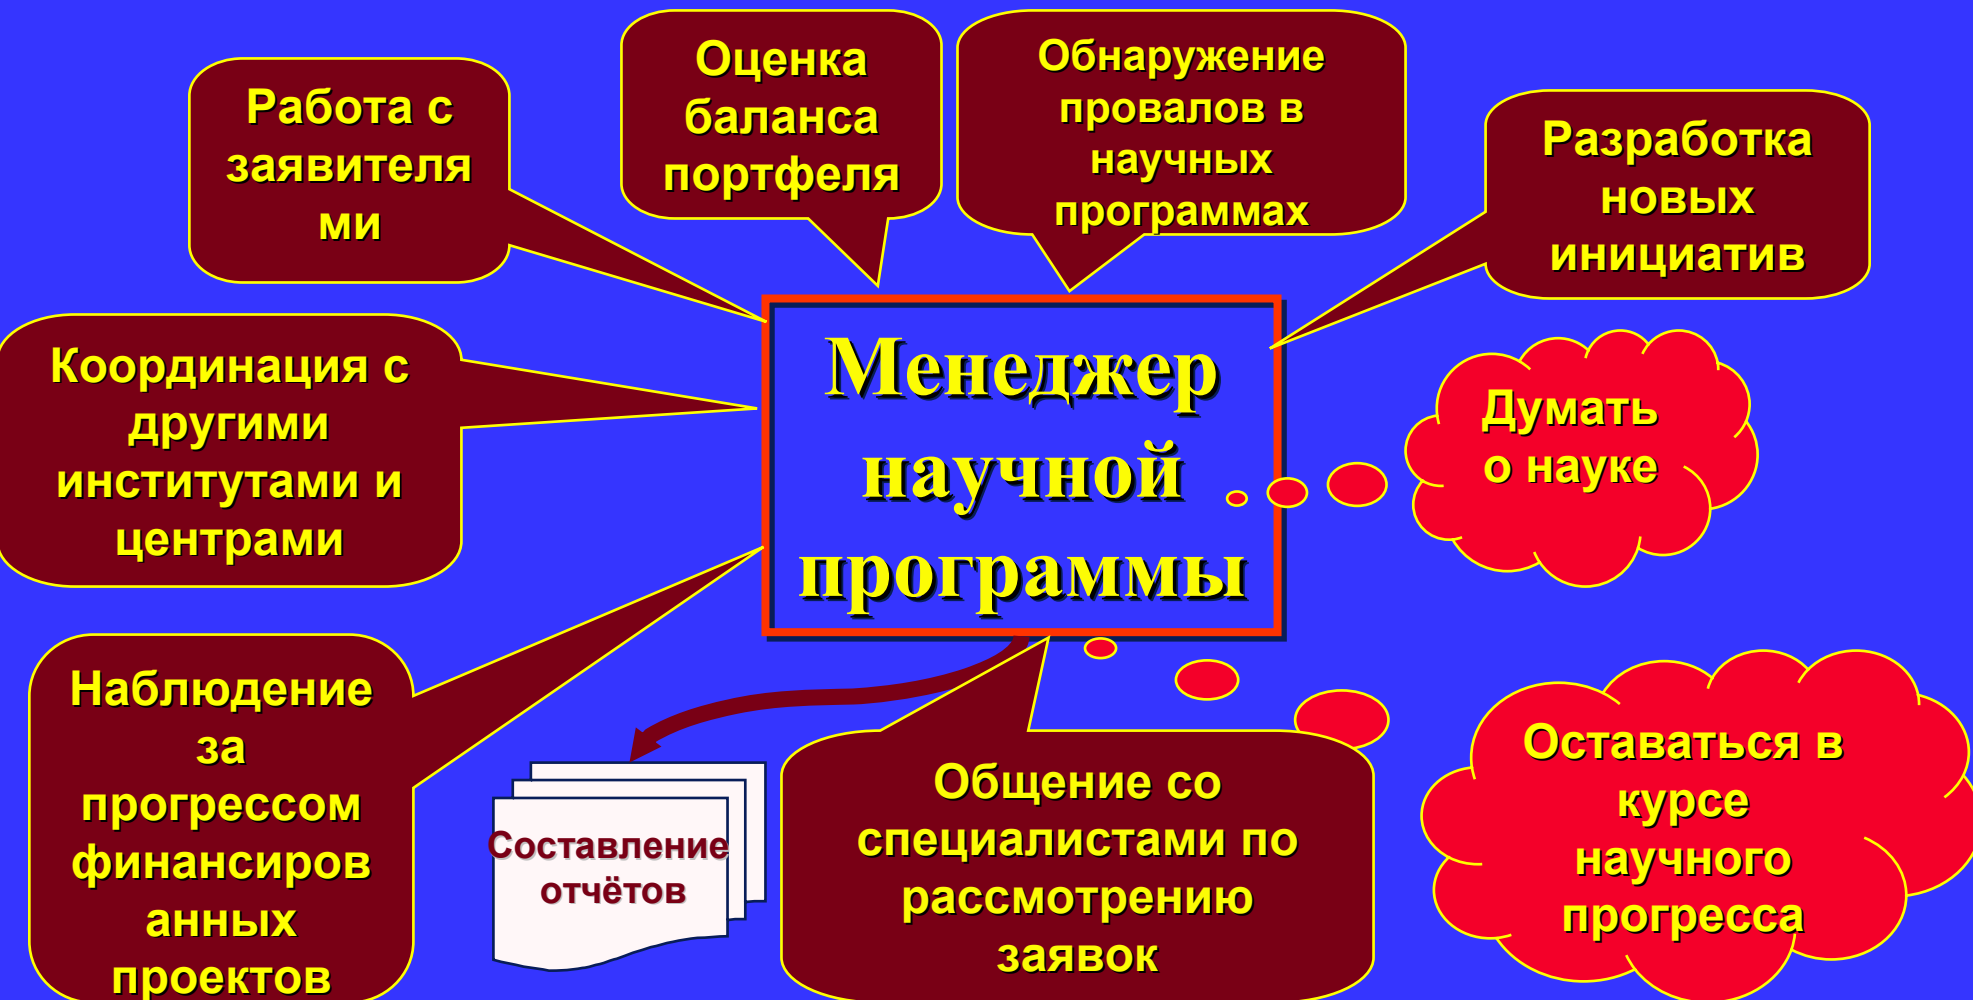 Работа с
заявителя
ми
Оценка
баланса
портфеля
Обнаружение
провалов в
научных
программах
Разработка
новых
инициатив
Координация с
другими
институтами и
центрами
Менеджер
научной
программы
Думать
о науке
Наблюдение
за
прогрессом
финансиров
анных
проектов
Составление
отчётов
Общение со
специалистами по
рассмотрению
заявок
Оставаться в
курсе
научного
прогресса